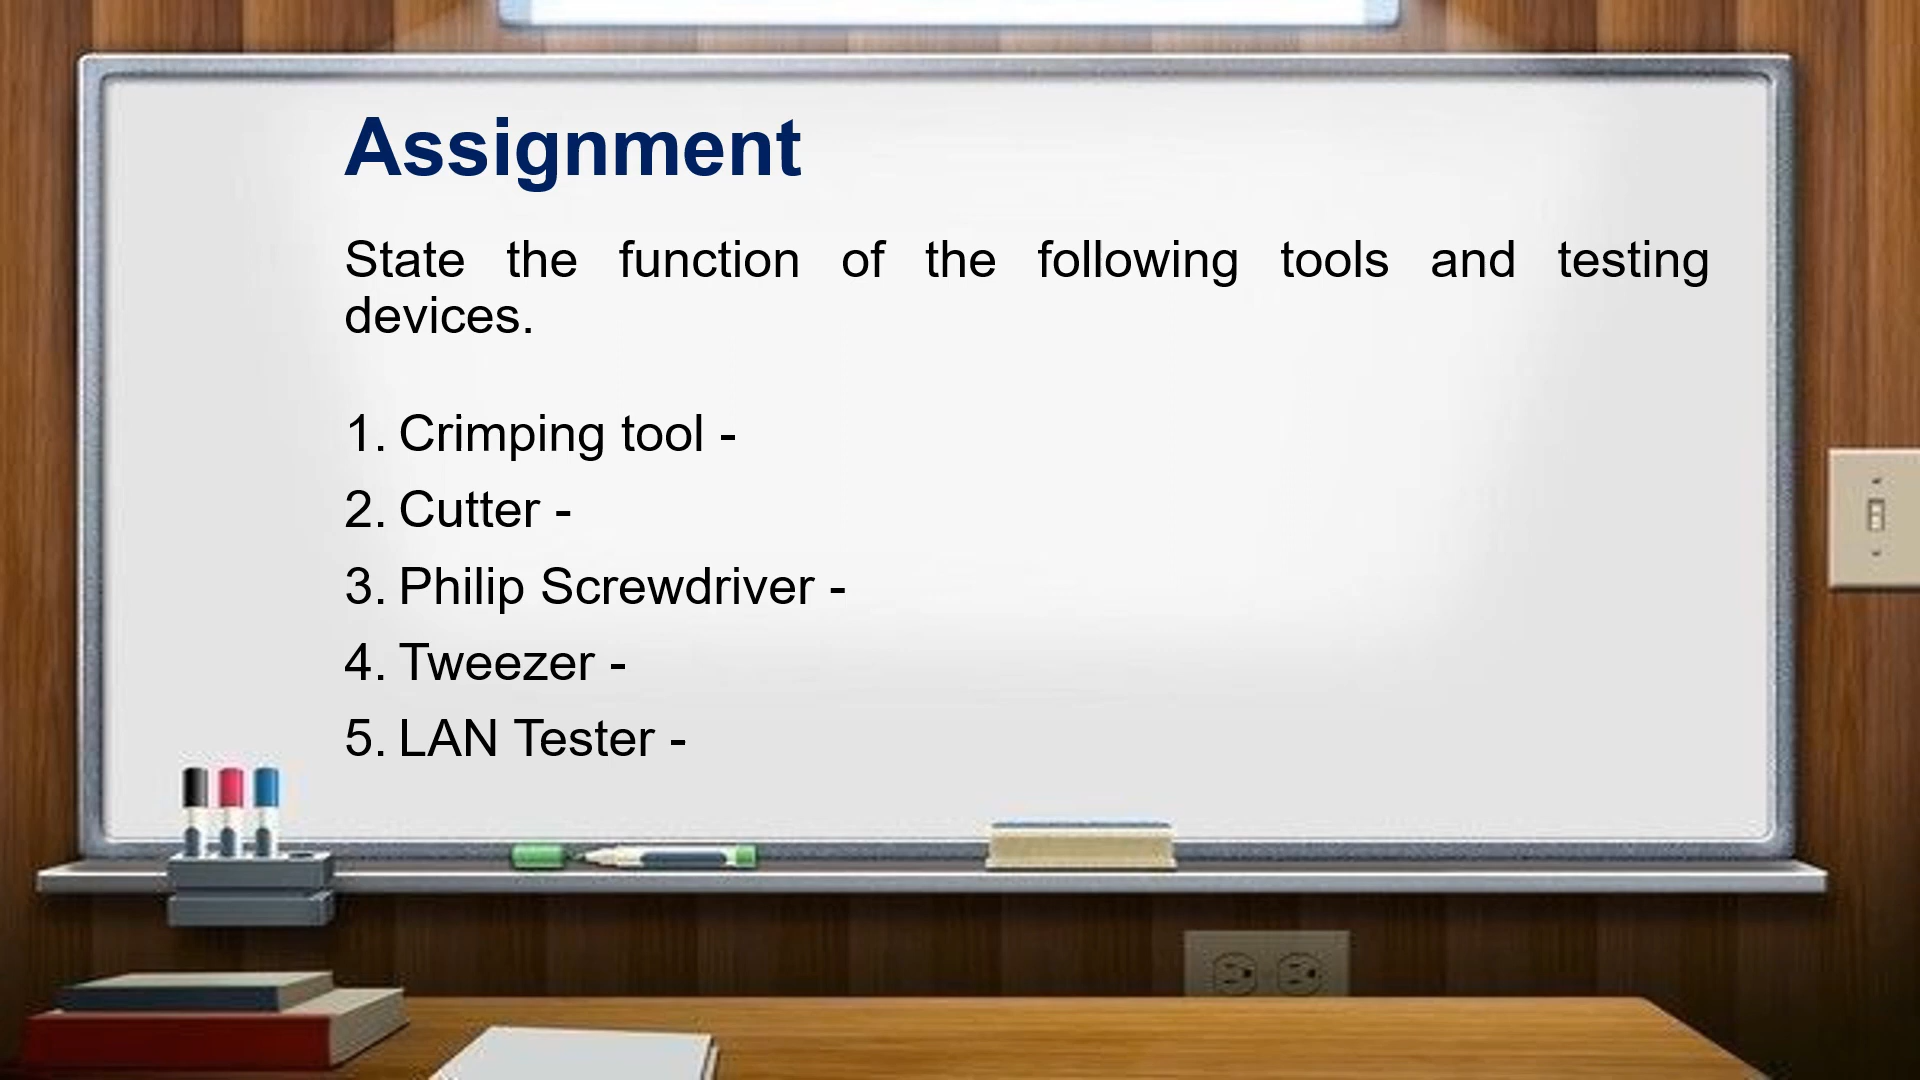 Assignment
State the function of the following tools and testing
devices.
1. Crimping tool -
2. Cutter -
3. Philip Screwdriver -
4. Tweezer -
5. LAN Tester -